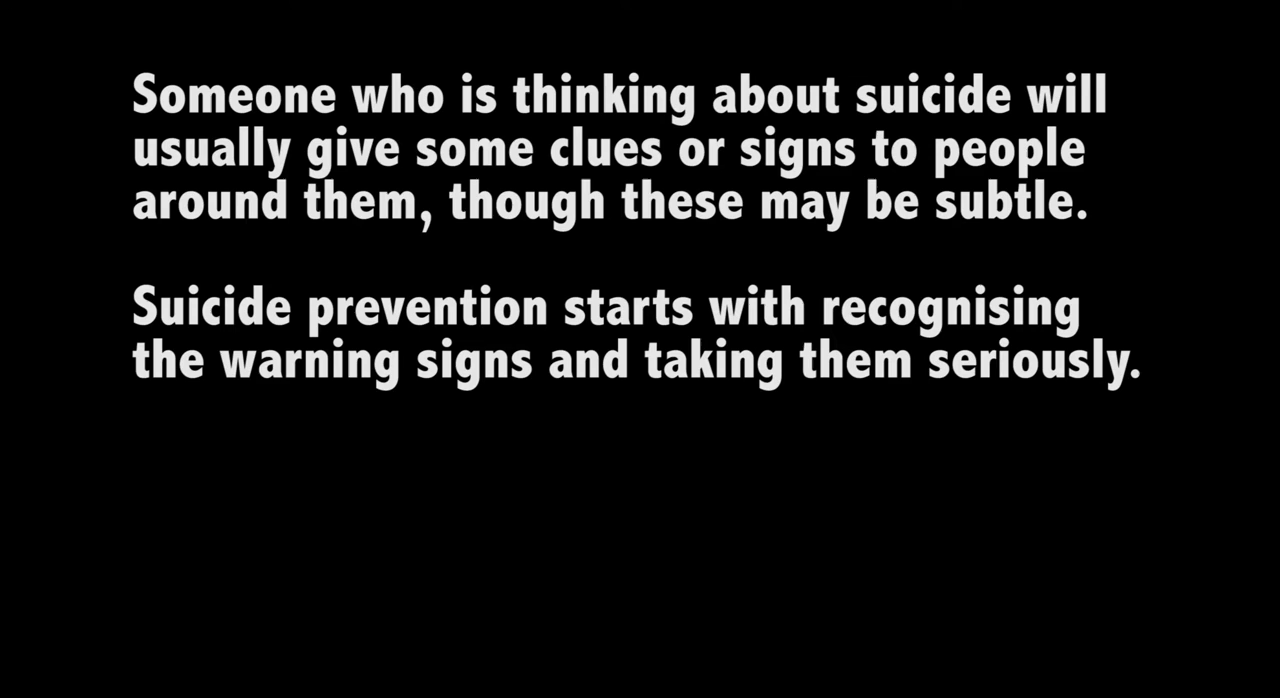 Someone who is thinking about suicide will
usually give some clues or signs to people
around them, though these may be subtle.
Suicide prevention starts with recognising
the warning signs and taking them seriously.